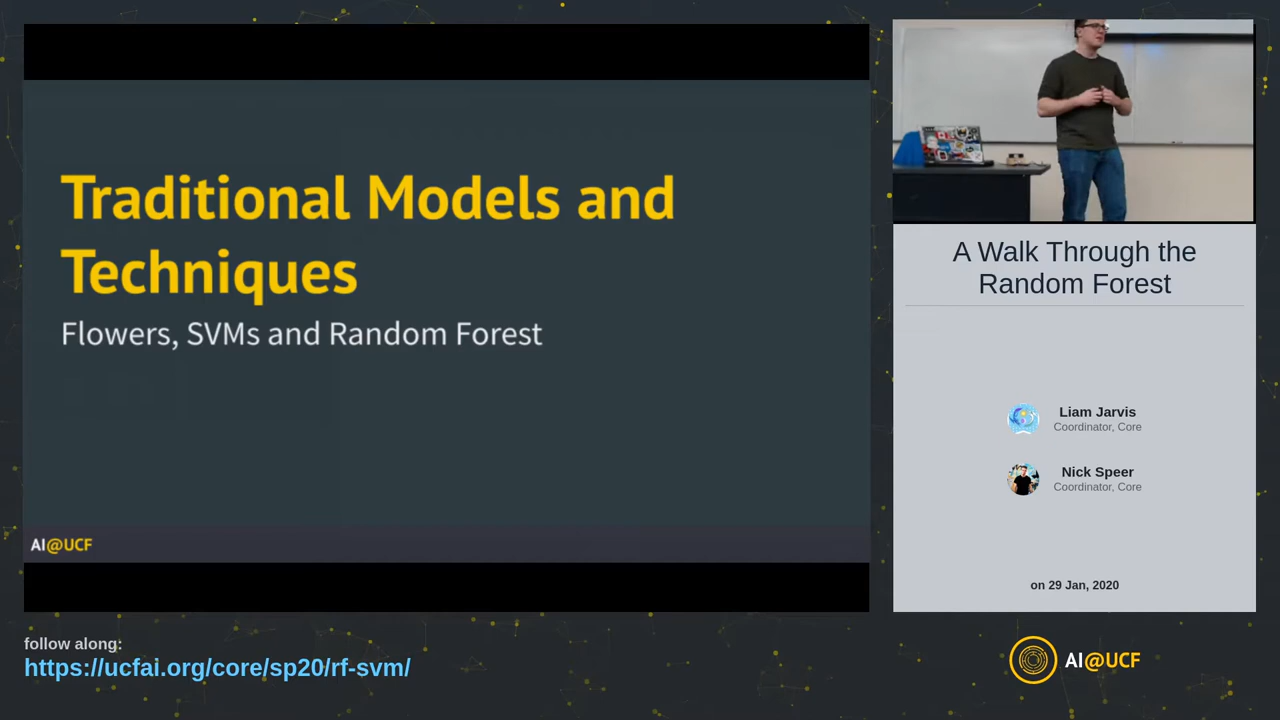 Traditional Models and
Techniques
Flowers, SVMs and Random Forest
AI@UCF
A Walk Through the
Random Forest
Liam Jarvis
Coordinator, Core
Nick Speer
Coordinator, Core
on 29 Jan, 2020
follow along:
https://ucfai.org/core/sp20/rf-svm/
AI@UCF